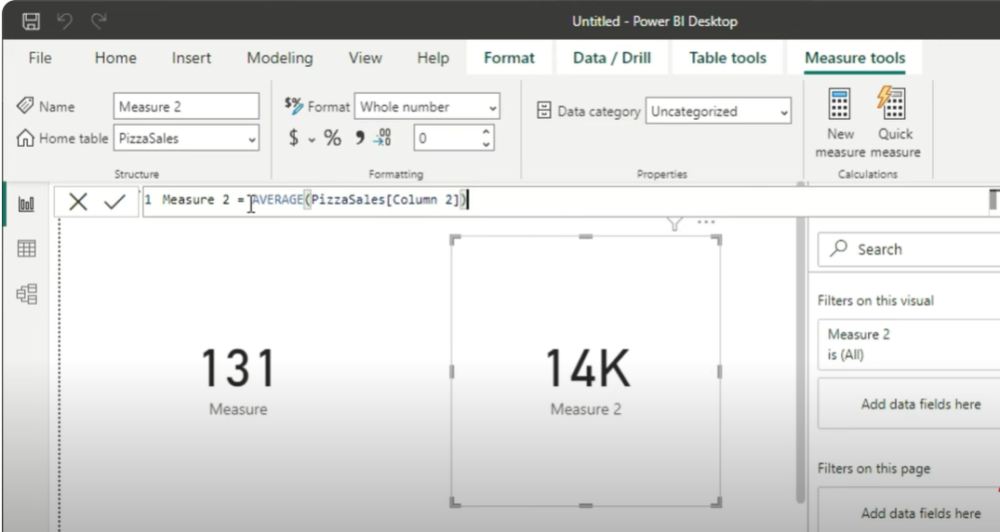 Untitled - Power BI Desktop
File Home Insert Modeling View Help Format Data / Drill Table tools Measure tools
Name Measure 2
$% Format Whole number
Data category Uncategorized
New measure
Quick measure
Home table PizzaSales
$ % 9 .00 →.0 0
Structure
Formatting
Properties
Calculations
1 Measure 2 = AVERAGE(PizzaSales[Column 2])
Search
Filters on this visual
Measure 2
is (All)
Add data fields here
131
Measure
14K
Measure 2
Filters on this page
Add data fields here